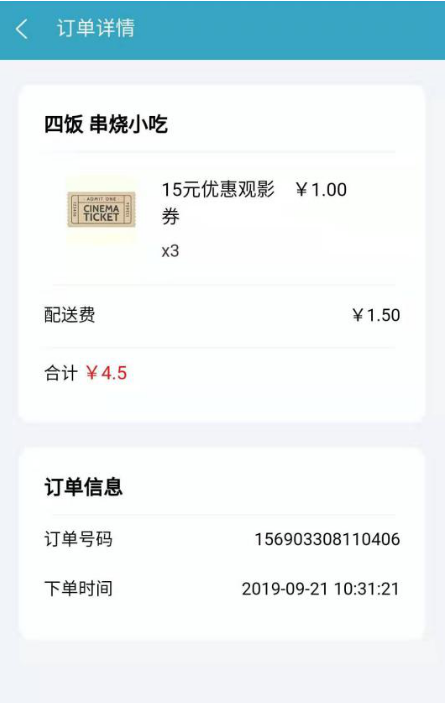 订单详情
四饭 串烧小吃
15元优惠观影 ￥1.00
券
ADMIT ONE
CINEMA
TICKET
x3
配送费 ￥1.50
合计 ￥4.5
订单信息
订单号码 156903308110406
下单时间 2019-09-21 10:31:21